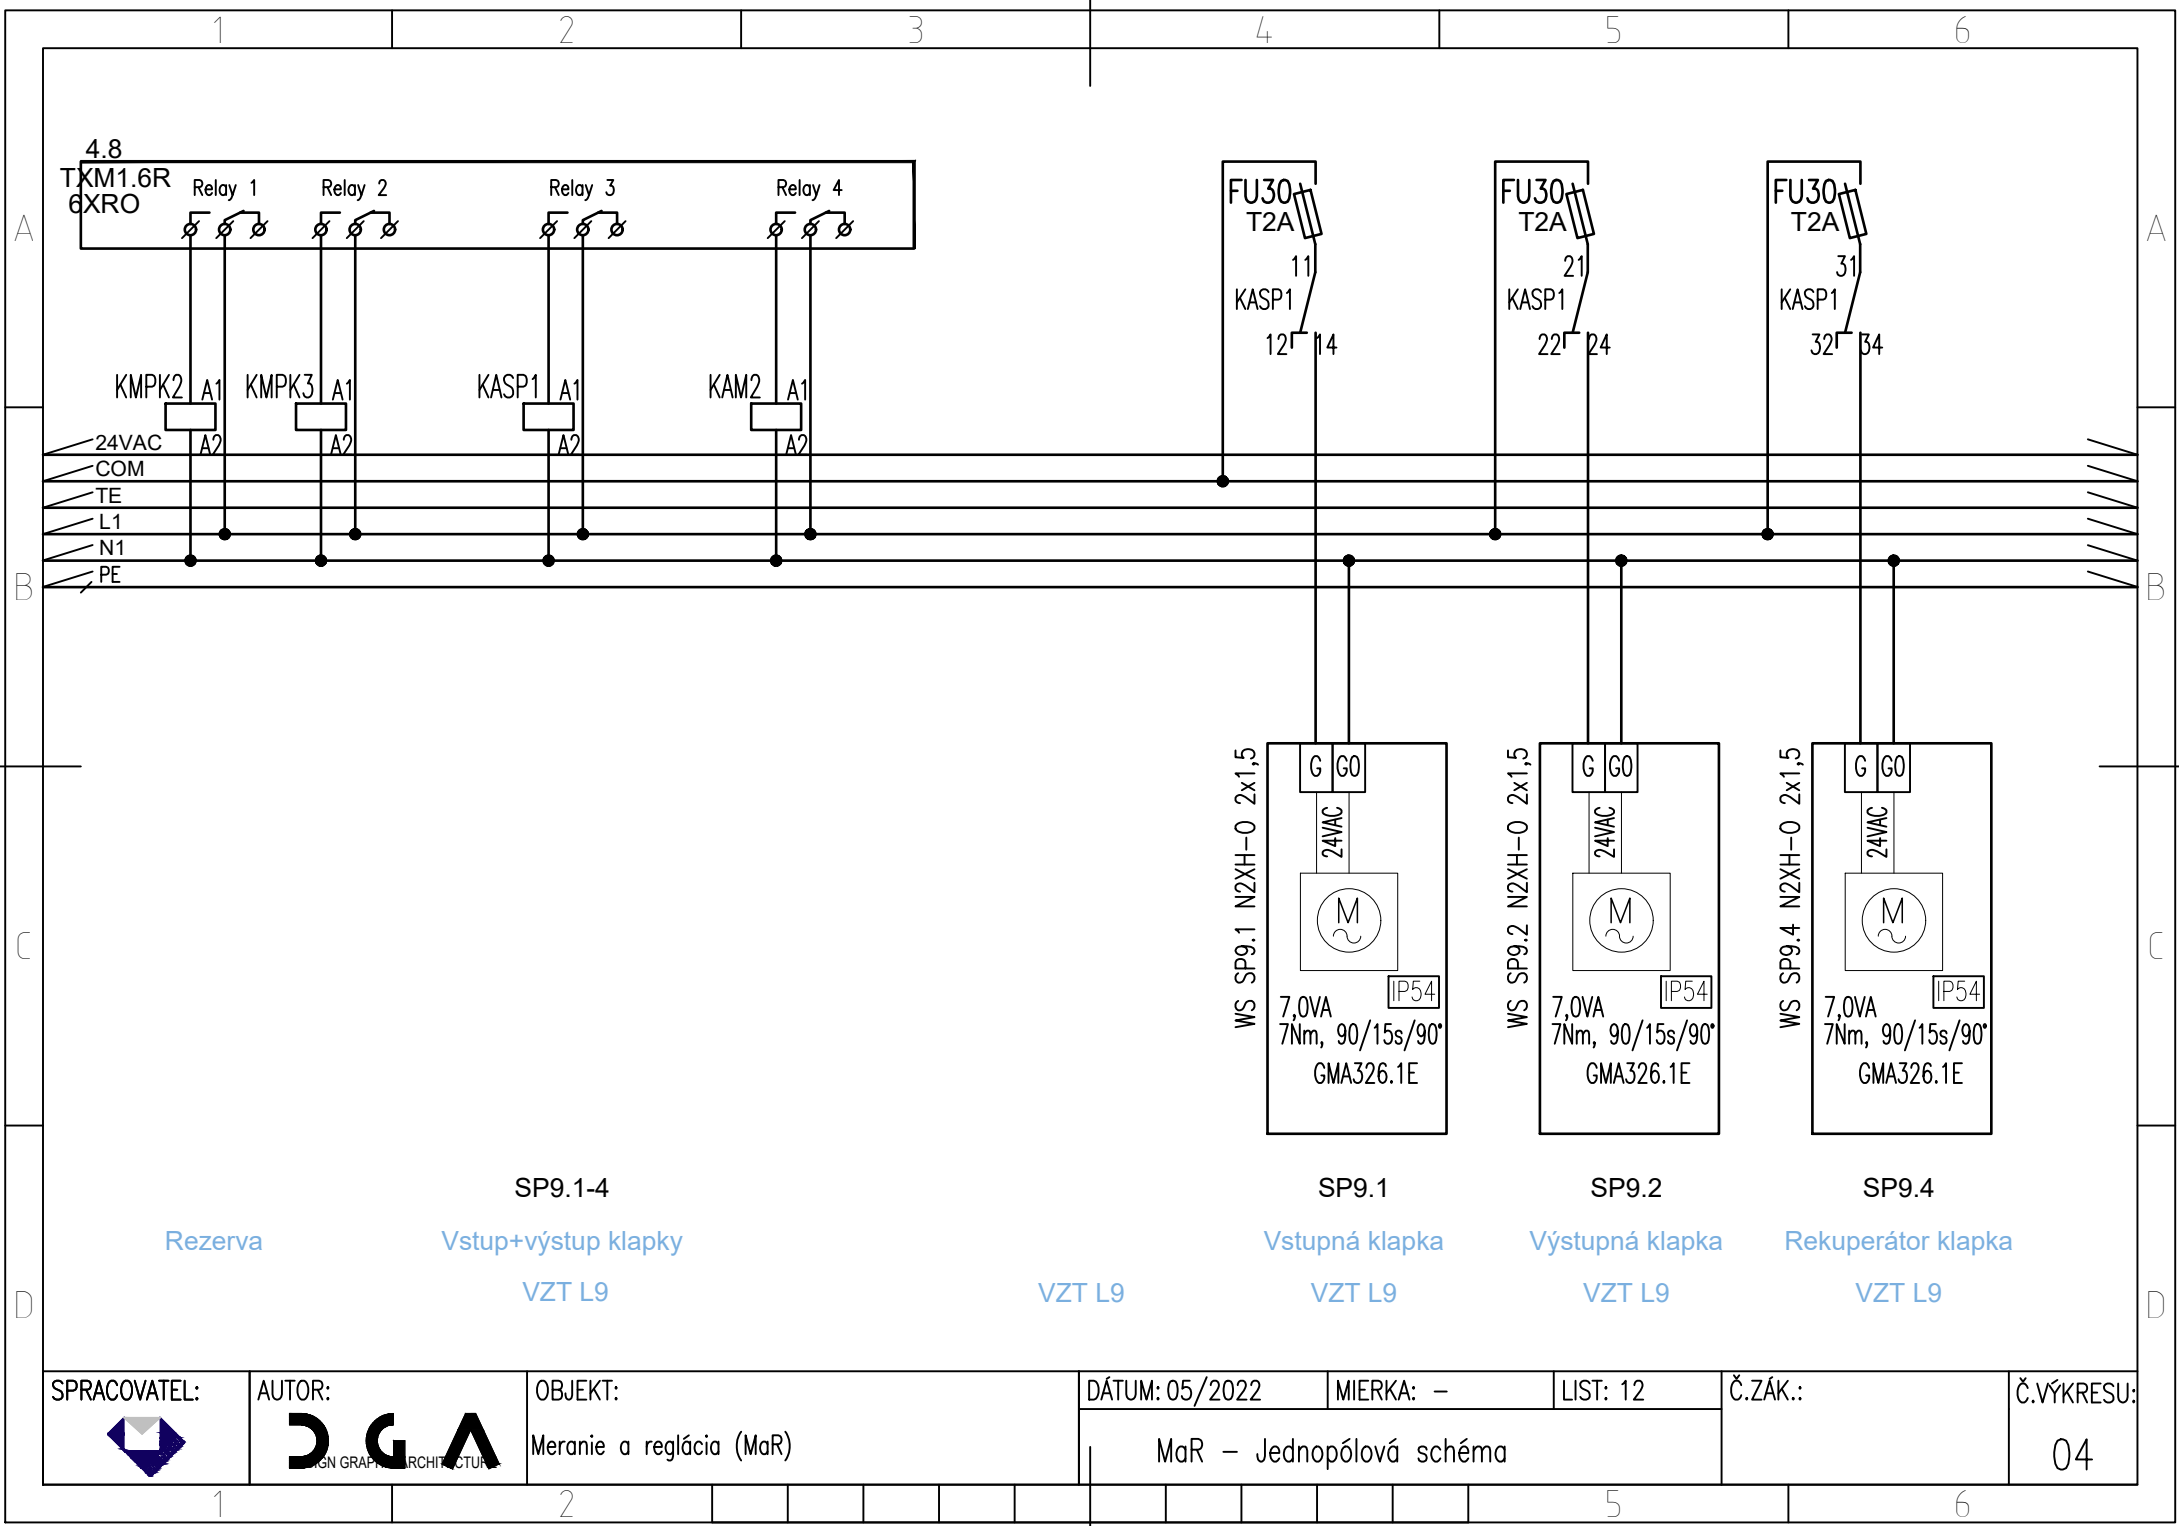 1 2 3 4 5 6
A A
4.8
TXM1.6R
6XRO
Relay 1 Relay 2 Relay 3 Relay 4
FU30 FU30 FU30
T2A T2A T2A
11 21 31
KASP1 KASP1 KASP1
12 14 22 24 32 34
KMPK2 A1 KMPK3 A1 KASP1 A1 KAM2 A1
A2 A2 A2 A2
24VAC
COM
TE
L1
N1
PE
B B
G G0 G G0 G G0
24VAC 24VAC 24VAC
WS SP9.1 N2XH-O 2x1,5
WS SP9.2 N2XH-O 2x1,5
WS SP9.4 N2XH-O 2x1,5
M M M
C C
IP54 IP54 IP54
7,0VA 7,0VA 7,0VA
7Nm, 90/15s/90° 7Nm, 90/15s/90° 7Nm, 90/15s/90°
GMA326.1E GMA326.1E GMA326.1E
SP9.1-4 SP9.1 SP9.2 SP9.4
Rezerva Vstup+výstup klapky Vstupná klapka Výstupná klapka Rekuperátor klapka
VZT L9 VZT L9 VZT L9 VZT L9 VZT L9
D D
SPRACOVATEL: AUTOR: OBJEKT: DÁTUM: 05/2022 MIERKA: - LIST: 12 Č.ZÁK.: Č.VÝKRESU:
DGA
Meranie a reglácia (MaR) MaR - Jednopólová schéma 04
1 2 5 6